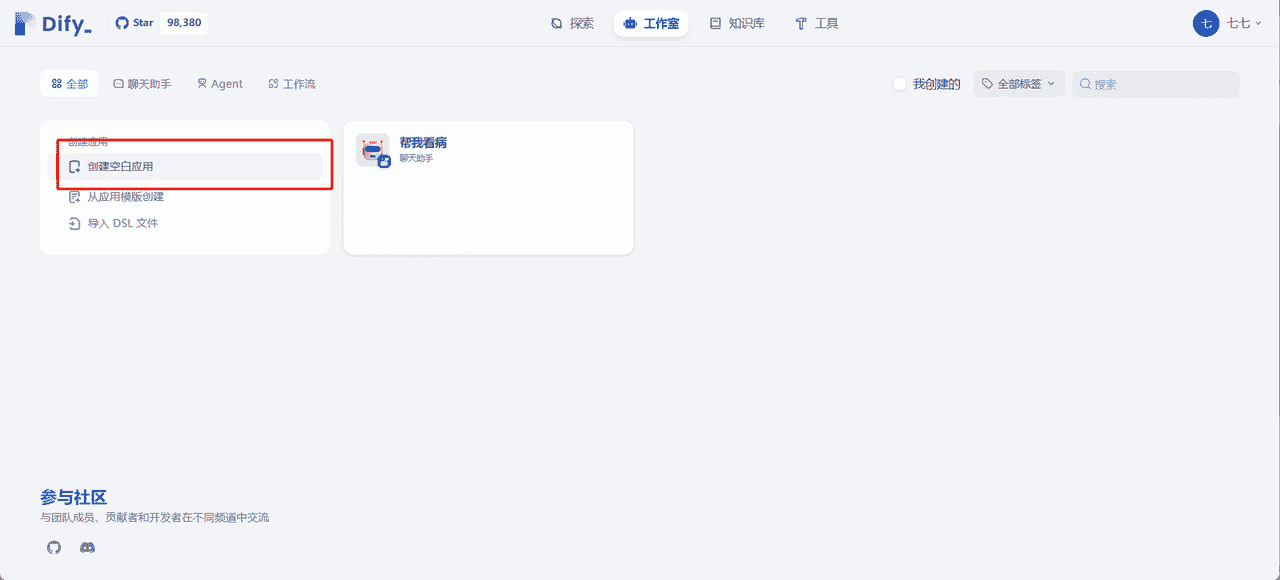 Dify_
Star 98,380
探索
工作室
知识库
工具
七
七七
全部
聊天助手
Agent
工作流
我创建的
全部标签
搜索
创建应用
创建空白应用
从应用模版创建
导入 DSL 文件
帮我看病
聊天助手
参与社区
与团队成员、贡献者和开发者在不同频道中交流